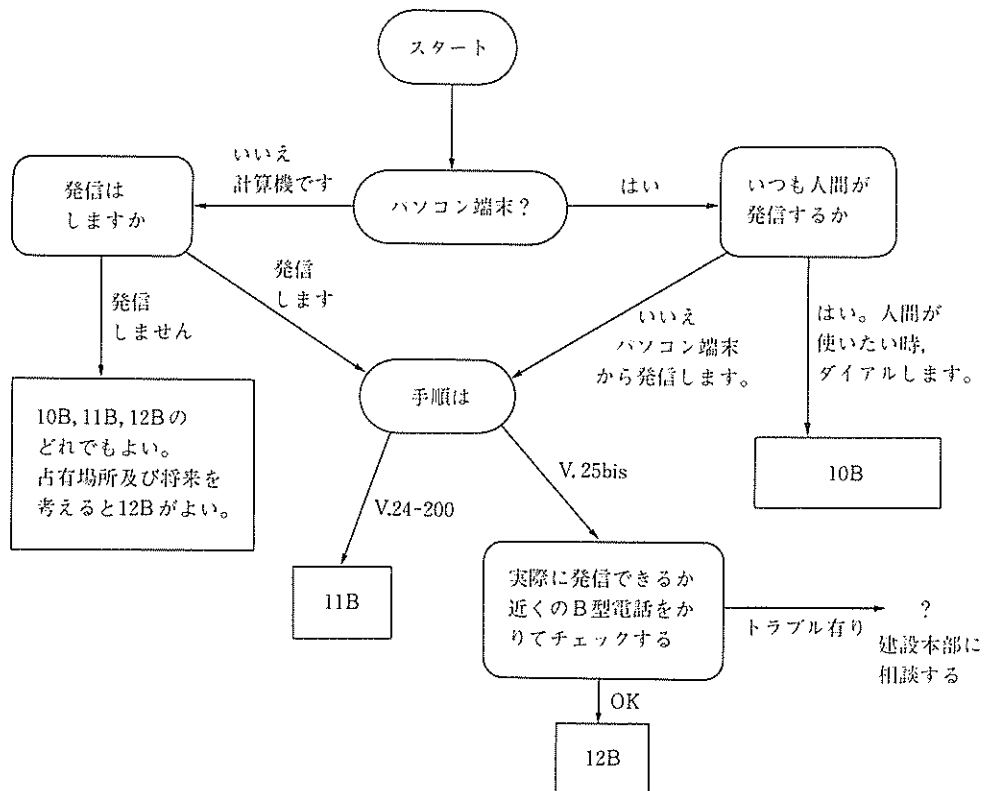 スタート
いいえ
計算機です
発信は
しますか
パソコン端末?
はい
いつも人間が
発信するか
発信
しません
発信
します
いいえ
パソコン端末
から発信します。
はい。人間が
使いたい時,
ダイアルします。
手順は
10B, 11B, 12Bの
どれでもよい。
占有場所及び将来を
考えると12Bがよい。
10B
V.24-200
V.25bis
11B
実際に発信できるか
近くのB型電話をか
りてチェックする
トラブル有り
?
建設本部に
相談する
OK
12B